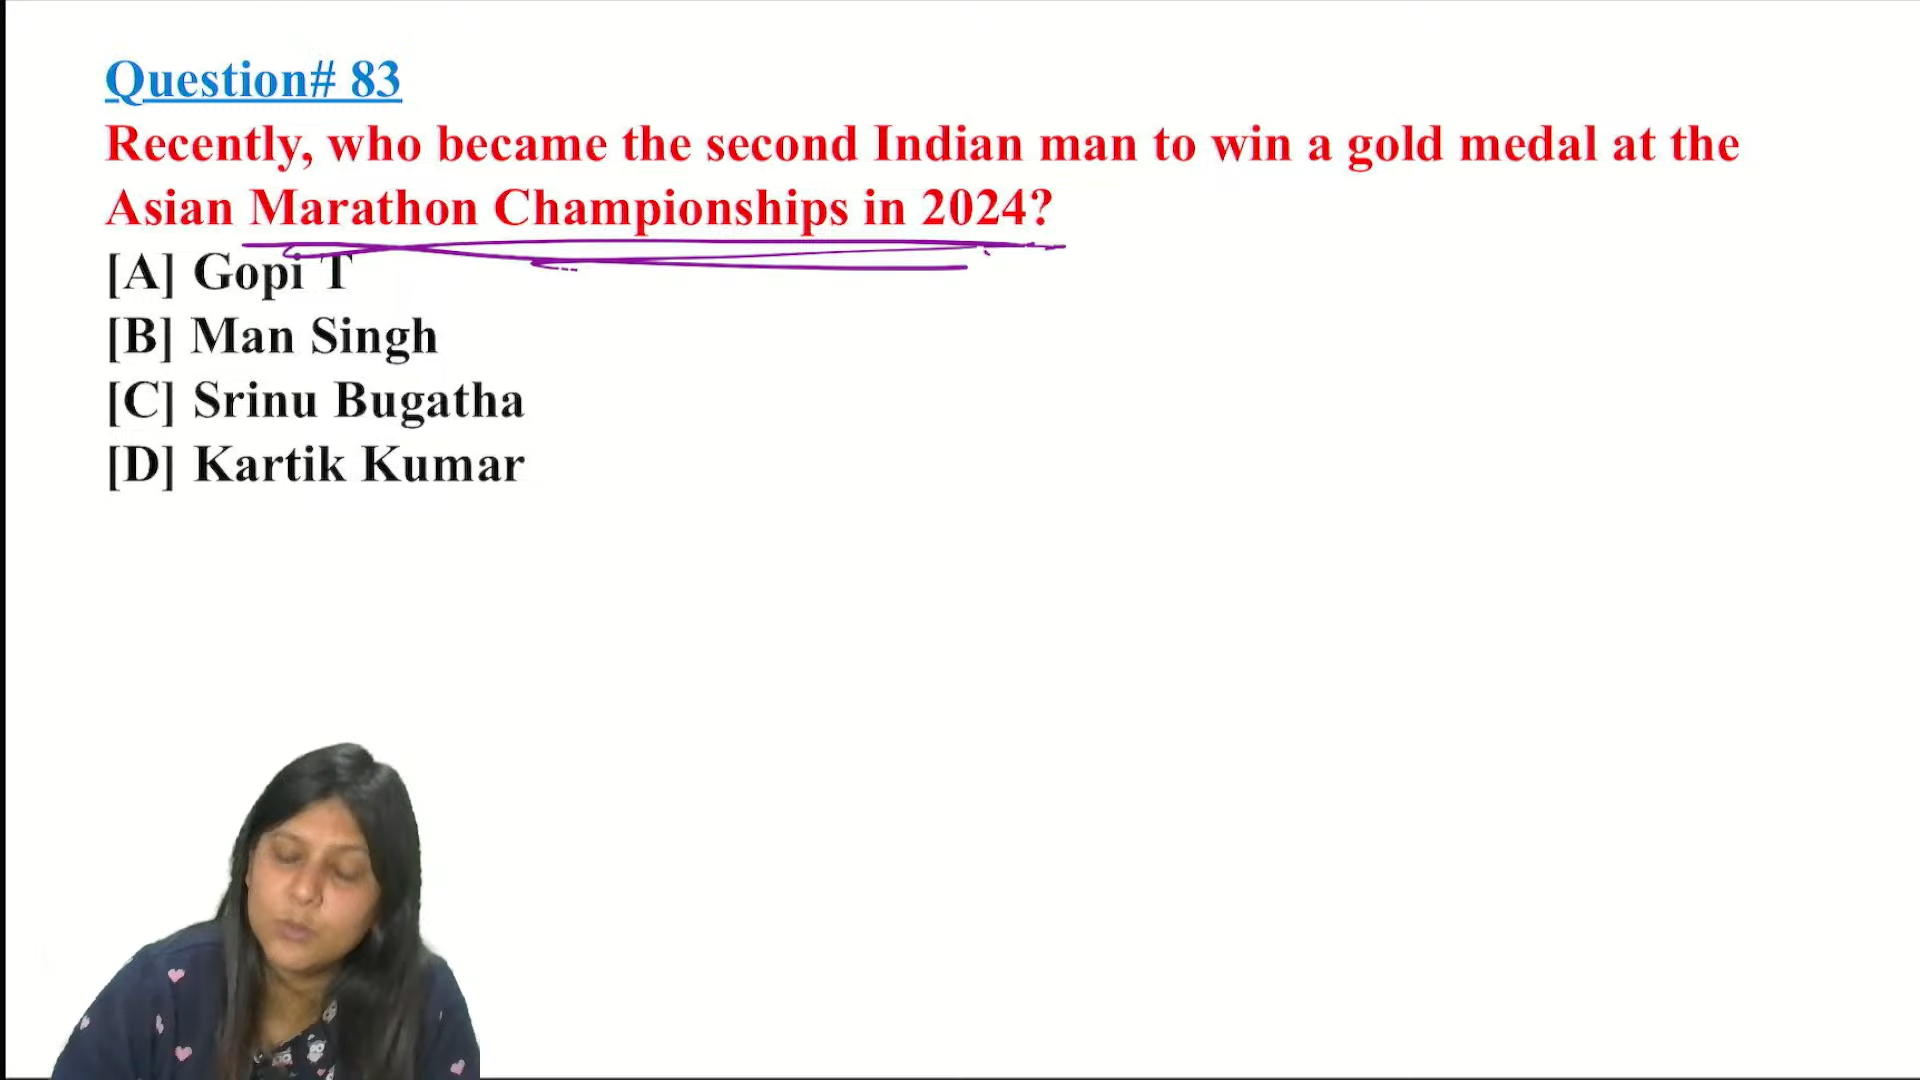 Question# 83
Recently, who became the second Indian man to win a gold medal at the
Asian Marathon Championships in 2024?
[A] Gopi T
[B] Man Singh
[C] Srinu Bugatha
[D] Kartik Kumar